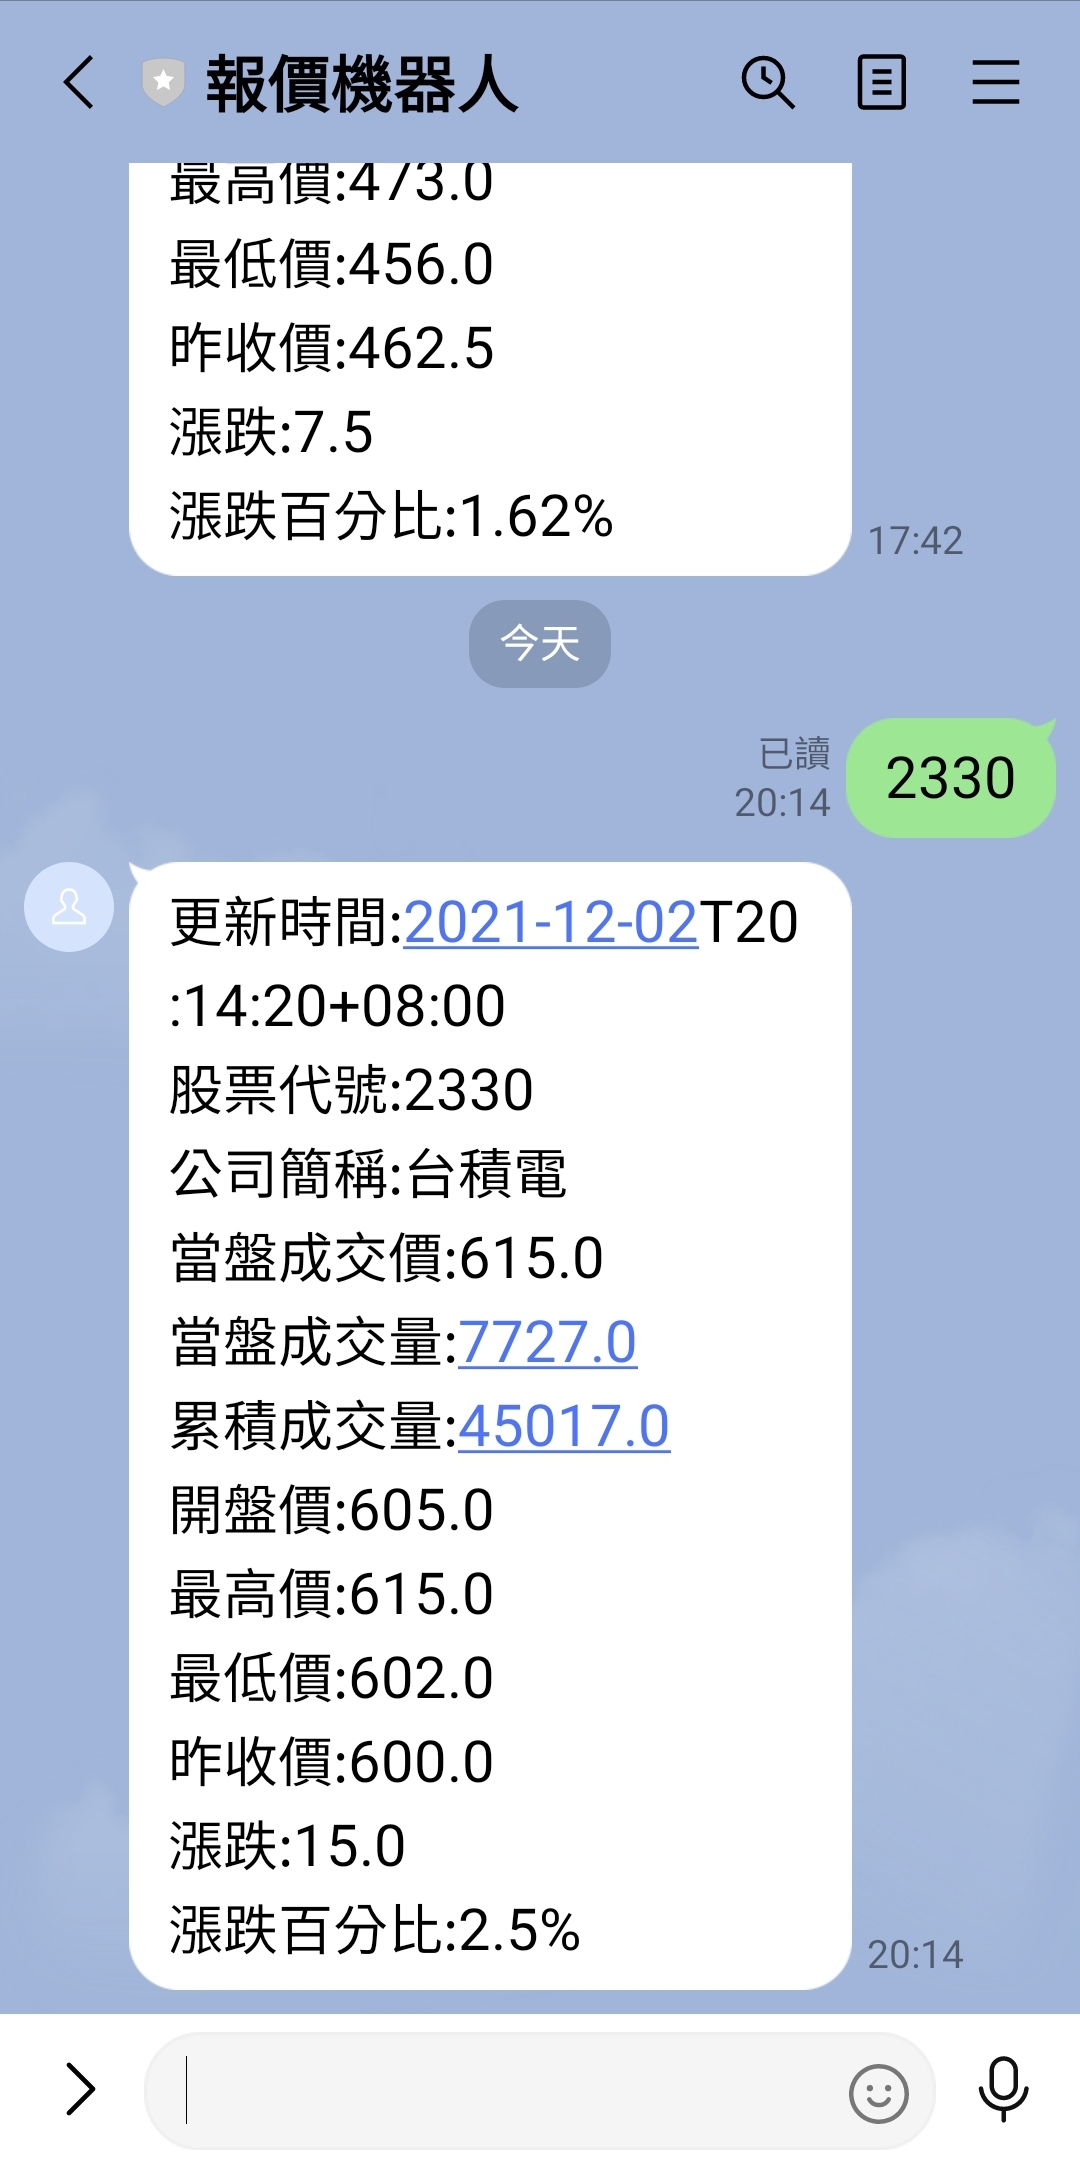 報價機器人
最高價:473.0
最低價:456.0
昨收價:462.5
漲跌:7.5
漲跌百分比:1.62%
17:42
今天
已讀
20:14
2330
更新時間:2021-12-02T20
:14:20+08:00
股票代號:2330
公司簡稱:台積電
當盤成交價:615.0
當盤成交量:7727.0
累積成交量:45017.0
開盤價:605.0
最高價:615.0
最低價:602.0
昨收價:600.0
漲跌:15.0
漲跌百分比:2.5%
20:14